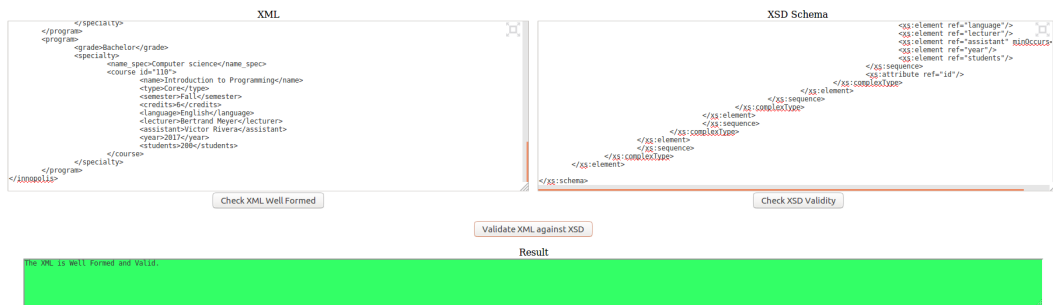 XML
</specialty>
</program>
<program>
<grade>Bachelor</grade>
<specialty>
<name_spec>Computer science</name_spec>
<course id="110">
<name>Introduction to Programming</name>
<type>Core</type>
<semester>Fall</semester>
<credits>6</credits>
<language>English</language>
<lecturer>Bertrand Meyer</lecturer>
<assistant>Victor Rivera</assistant>
<year>2017</year>
<students>200</students>
</course>
</specialty>
</program>
</innopolis>
Check XML Well Formed
XSD Schema
<xs:element ref="language"/>
<xs:element ref="lecturer"/>
<xs:element ref="assistant" minOccurs=
<xs:element ref="year"/>
<xs:element ref="students"/>
</xs:sequence>
<xs:attribute ref="id"/>
</xs:complexType>
</xs:element>
</xs:sequence>
</xs:complexType>
</xs:element>
</xs:sequence>
</xs:complexType>
</xs:element>
</xs:sequence>
</xs:complexType>
</xs:element>
</xs:schema>
Check XSD Validity
Validate XML against XSD
Result
The XML is Well Formed and Valid.